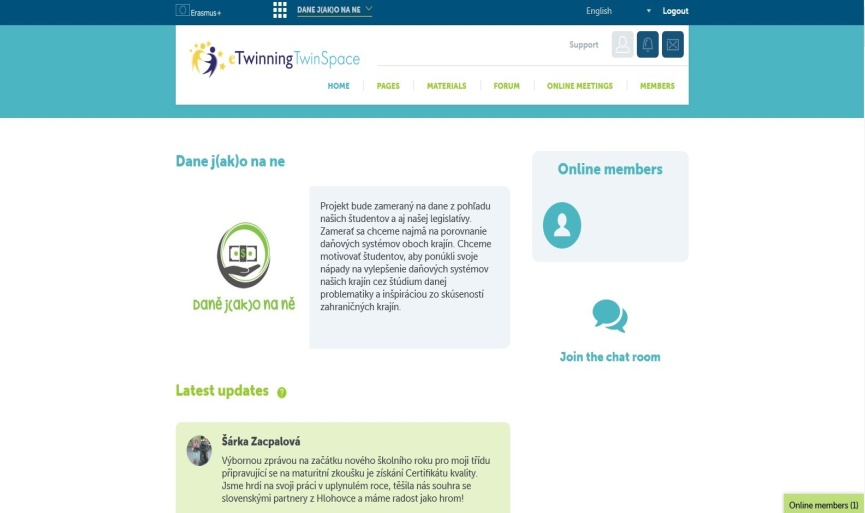 Erasmus+
DANE J(AK)O NA NE
English
Logout
eTwinningTwinSpace
Support
HOME
PAGES
MATERIALS
FORUM
ONLINE MEETINGS
MEMBERS
Dane j(ak)o na ne
Projekt bude zameraný na dane z pohľadu
našich študentov a aj našej legislatívy.
Zamerať sa chceme najmä na porovnanie
daňových systémov oboch krajín. Chceme
motivovať študentov, aby ponúkli svoje
nápady na vylepšenie daňových systémov
našich krajín cez štúdium danej
problematiky a inšpiráciou zo skúseností
zahraničných krajín.
Daně j(ak)o na ně
Online members
Join the chat room
Latest updates ?
Šárka Zacpalová
Výbornou zprávou na začátku nového školního roku pro moji třídu
připravující se na maturitní zkoušku je získání Certifikátu kvality.
Jsme hrdi na svoji práci v uplynulém roce, těšila nás souhra se
slovenskými partnery z Hlohovce a máme radost jako hrom!
Online members (1)